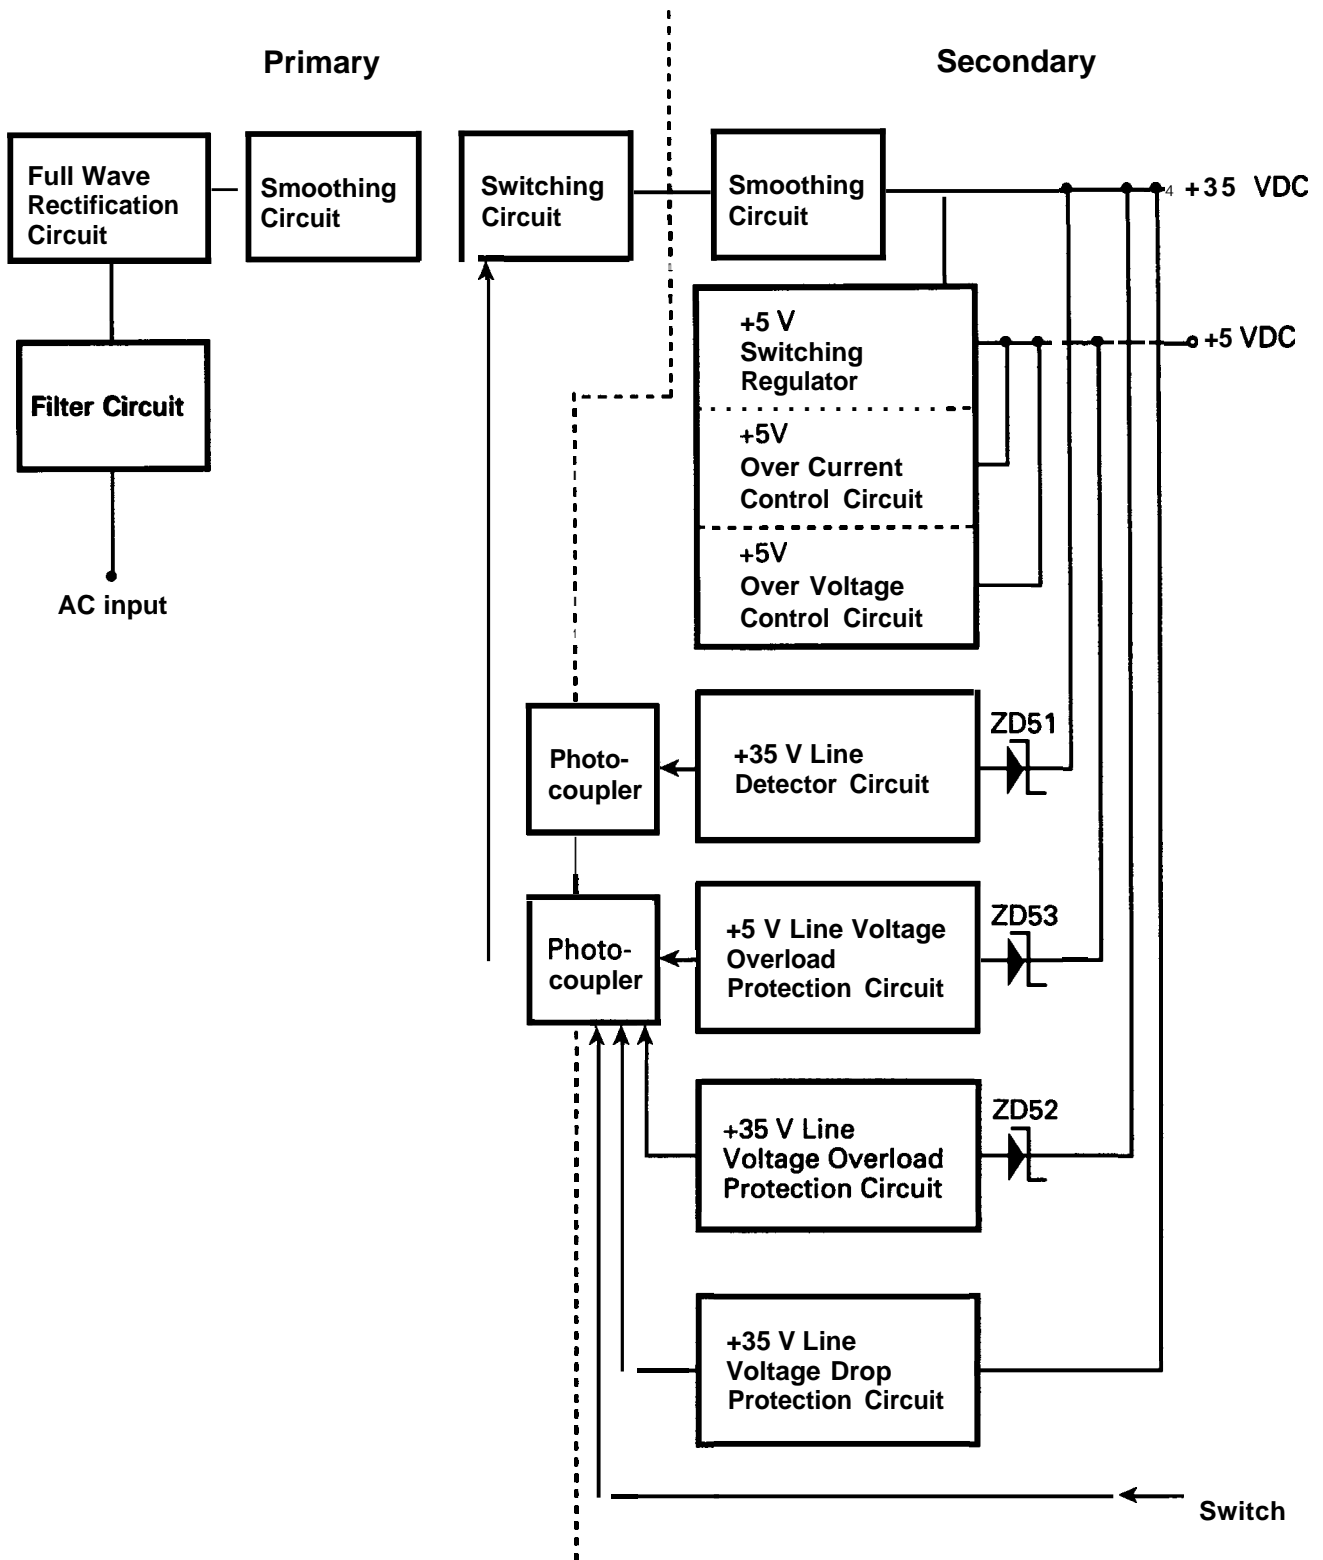 Primary
Secondary
Full Wave
Rectification
Circuit
Smoothing
Circuit
Switching
Circuit
Smoothing
Circuit
4 +35 VDC
+5 V
Switching
Regulator
+5 VDC
Filter Circuit
+5V
Over Current
Control Circuit
+5V
Over Voltage
Control Circuit
AC input
Photo-
coupler
+35 V Line
Detector Circuit
ZD51
Photo-
coupler
+5 V Line Voltage
Overload
Protection Circuit
ZD53
+35 V Line
Voltage Overload
Protection Circuit
ZD52
+35 V Line
Voltage Drop
Protection Circuit
Switch